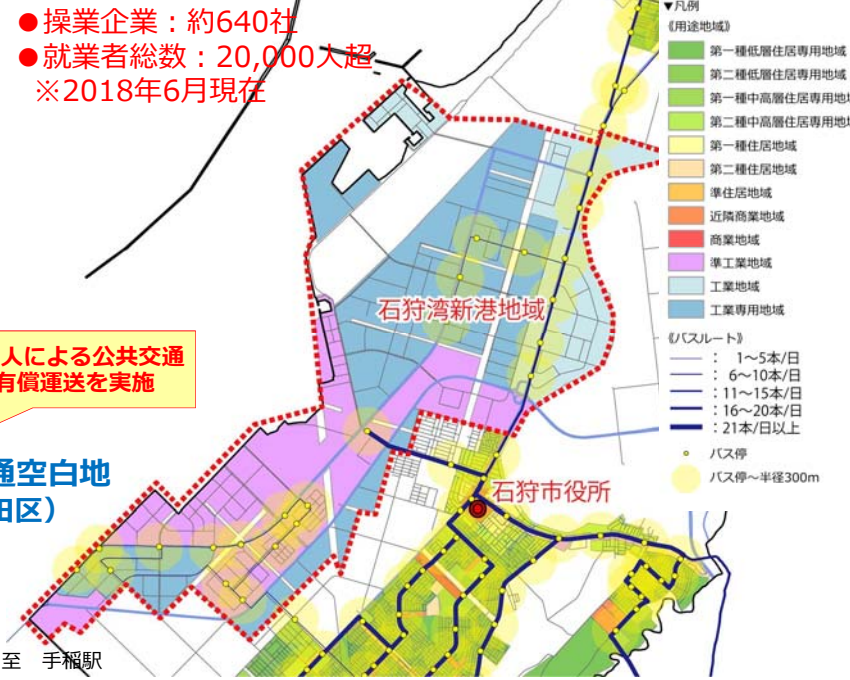 ●操業企業：約640社
●就業者総数：20,000人超
※2018年6月現在
人による公共交通
有償運送を実施
通空白地
田区）
至　手稲駅
石狩湾新港地域
石狩市役所
▼凡例
《用途地域》
第一種低層住居専用地域
第二種低層住居専用地域
第一種中高層住居専用地域
第二種中高層住居専用地域
第一種住居地域
第二種住居地域
準住居地域
近隣商業地域
商業地域
準工業地域
工業地域
工業専用地域
《バスルート》
： 1～5本/日
： 6～10本/日
：11～15本/日
：16～20本/日
：21本/日以上
バス停
バス停～半径300m